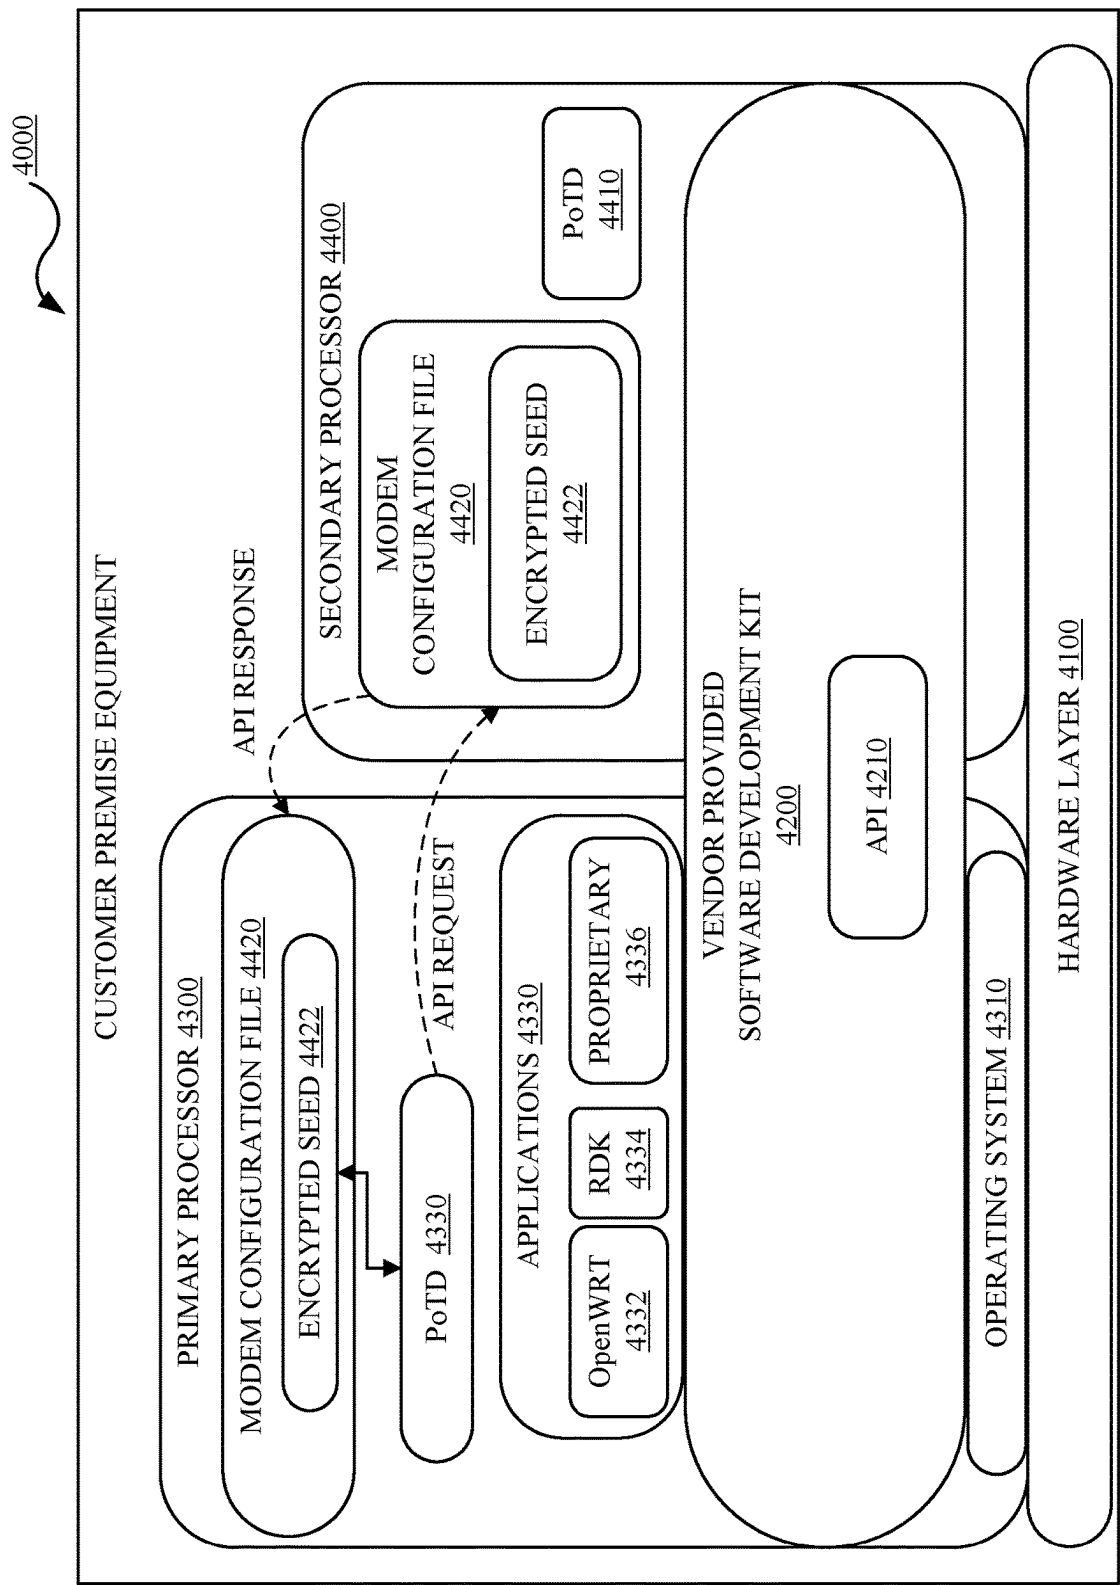 4000
CUSTOMER PREMISE EQUIPMENT
PRIMARY PROCESSOR 4300
MODEM CONFIGURATION FILE 4420
ENCRYPTED SEED 4422
PoTD 4330
API REQUEST
API RESPONSE
APPLICATIONS 4330
OpenWRT
4332
RDK
4334
PROPRIETARY
4336
SECONDARY PROCESSOR 4400
MODEM
CONFIGURATION FILE
4420
ENCRYPTED SEED
4422
PoTD
4410
VENDOR PROVIDED
SOFTWARE DEVELOPMENT KIT
4200
API 4210
OPERATING SYSTEM 4310
HARDWARE LAYER 4100